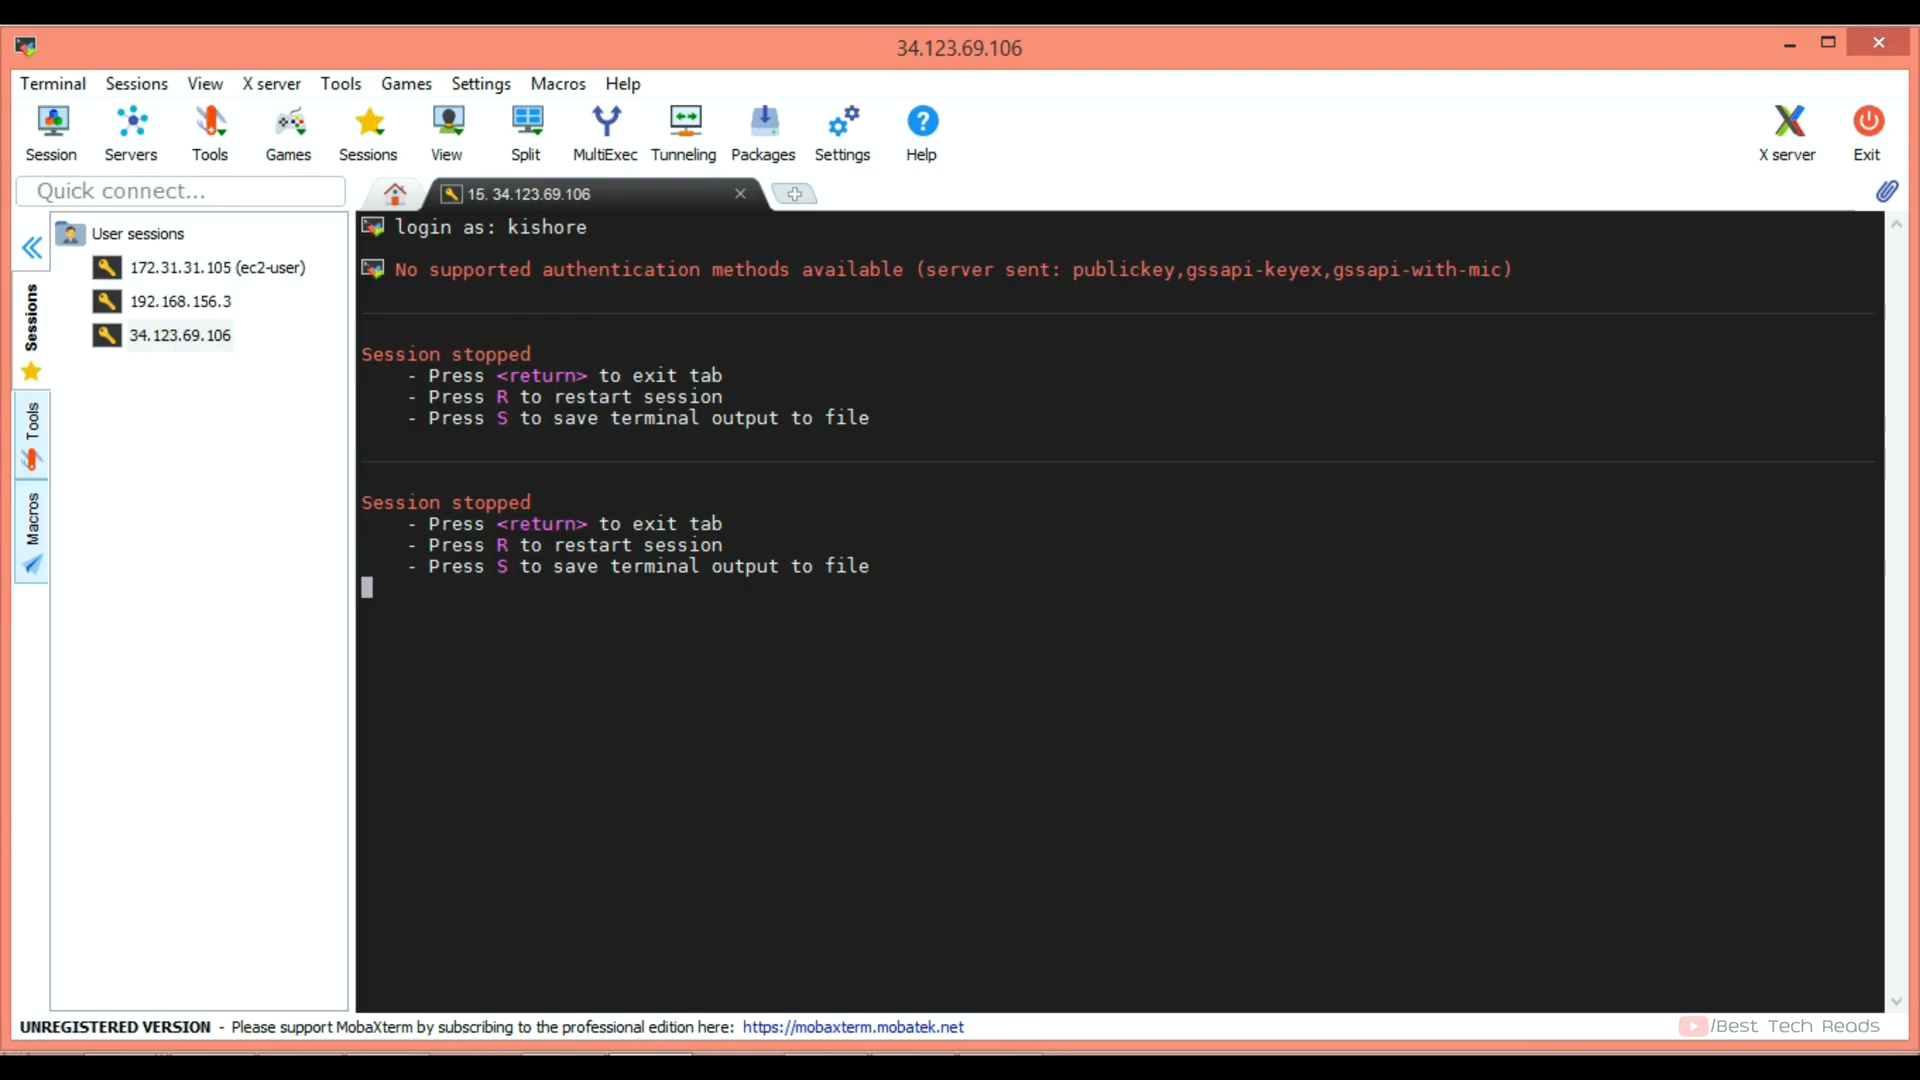 34.123.69.106
Terminal Sessions View X server Tools Games Settings Macros Help
Session Servers Tools Games Sessions View Split MultiExec Tunneling Packages Settings Help X server Exit
Quick connect...
15. 34.123.69.106
User sessions
172.31.31.105 (ec2-user)
192.168.156.3
34.123.69.106
Sessions
Tools
Macros
login as: kishore
No supported authentication methods available (server sent: publickey,gssapi-keyex,gssapi-with-mic)
Session stopped
- Press <return> to exit tab
- Press R to restart session
- Press S to save terminal output to file
Session stopped
- Press <return> to exit tab
- Press R to restart session
- Press S to save terminal output to file
UNREGISTERED VERSION - Please support MobaXterm by subscribing to the professional edition here: https://mobaxterm.mobatek.net
/Best Tech Reads